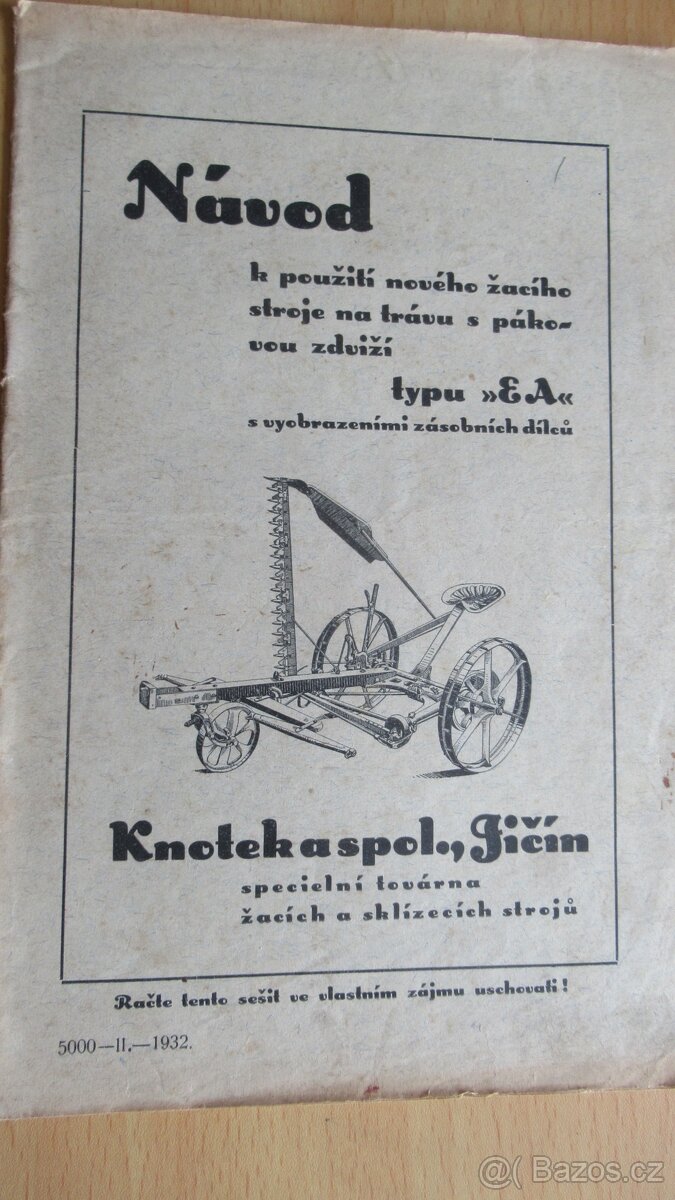 Návod
k použití nového žacího
stroje na trávu s páko-
vou zdviží
typu »EA«
s vyobrazeními zásobních dílců
Knotek a spol., Jičín
specielní továrna
žacích a sklízecích strojů
Račte tento sešit ve vlastním zájmu uschovati!
5000—II.—1932.
@ Bazos.cz